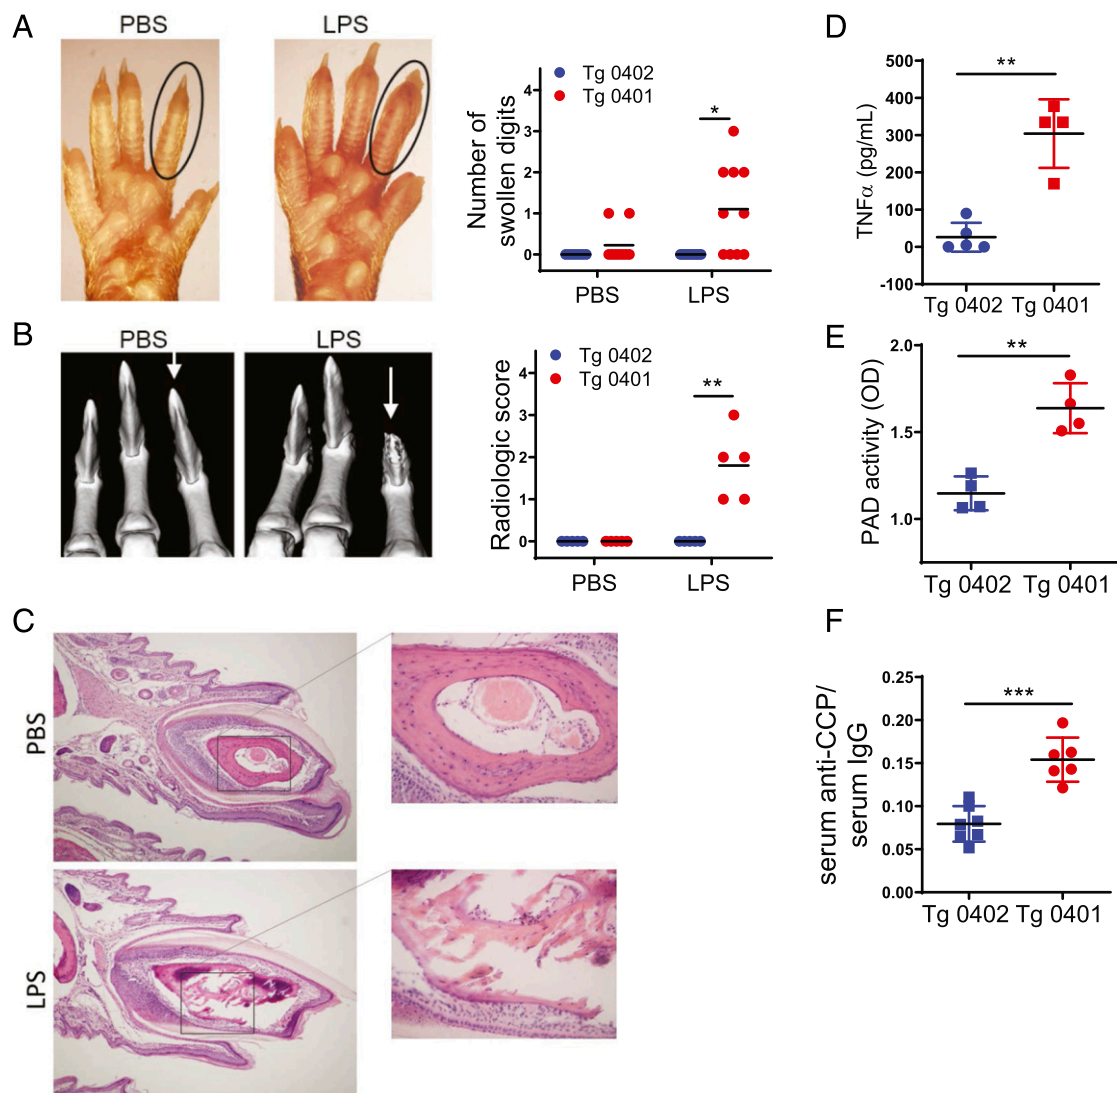 A
PBS
LPS
Number of
swollen digits
4
3
2
1
0
Tg 0402
Tg 0401
*
PBS
LPS
B
PBS
LPS
Radiologic score
4
3
2
1
0
Tg 0402
Tg 0401
**
PBS
LPS
C
PBS
LPS
D
TNFα (pg/mL)
500
400
300
200
100
0
-100
**
Tg 0402
Tg 0401
E
PAD activity (OD)
2.0
1.5
1.0
**
Tg 0402
Tg 0401
F
serum anti-CCP/
serum IgG
0.25
0.20
0.15
0.10
0.05
0.00
***
Tg 0402
Tg 0401